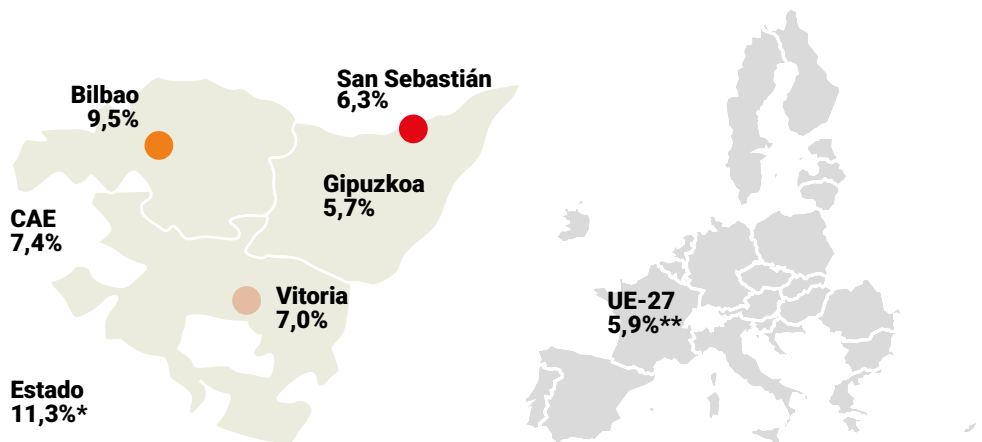 San Sebastián
6,3%
Bilbao
9,5%
Gipuzkoa
5,7%
CAE
7,4%
Vitoria
7,0%
UE-27
5,9%**
Estado
11,3%*